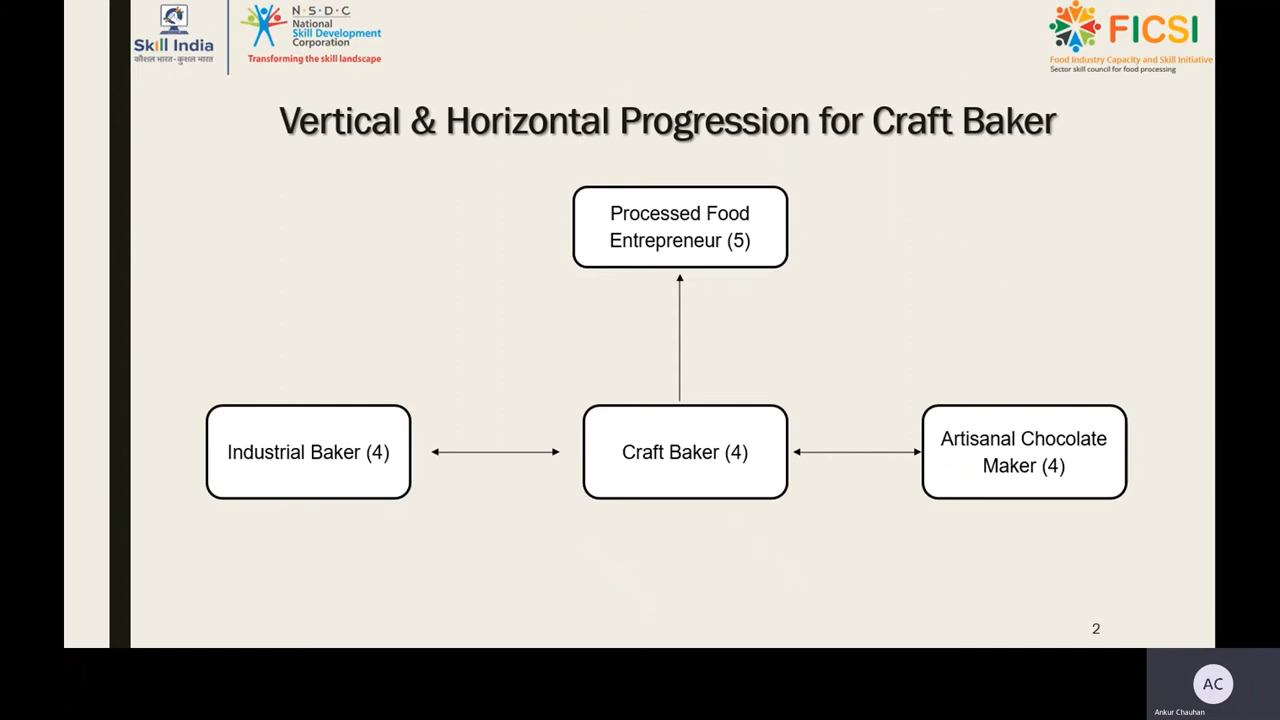 Skill India
कौशल भारत - कुशल भारत
N·S·D·C
National
Skill Development
Corporation
Transforming the skill landscape
FICSI
Food Industry Capacity and Skill Initiative
Sector skill council for food processing
Vertical & Horizontal Progression for Craft Baker
Processed Food
Entrepreneur (5)
Industrial Baker (4)
Craft Baker (4)
Artisanal Chocolate
Maker (4)
2
AC
Ankur Chauhan